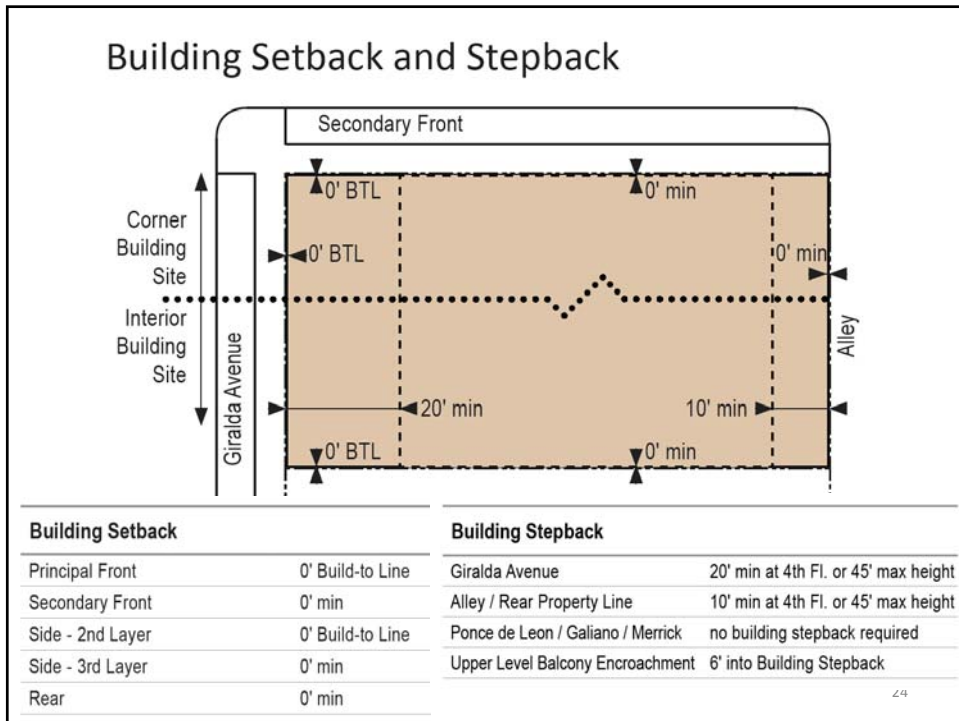 Building Setback and Stepback
Secondary Front
0' BTL
0' min
Corner
Building
Site
0' BTL
0' min
Interior
Building
Site
Giralda Avenue
Alley
20' min
10' min
0' BTL
0' min
Building Setback
Principal Front 0' Build-to Line
Secondary Front 0' min
Side - 2nd Layer 0' Build-to Line
Side - 3rd Layer 0' min
Rear 0' min
Building Stepback
Giralda Avenue 20' min at 4th Fl. or 45' max height
Alley / Rear Property Line 10' min at 4th Fl. or 45' max height
Ponce de Leon / Galiano / Merrick no building stepback required
Upper Level Balcony Encroachment 6' into Building Stepback
24